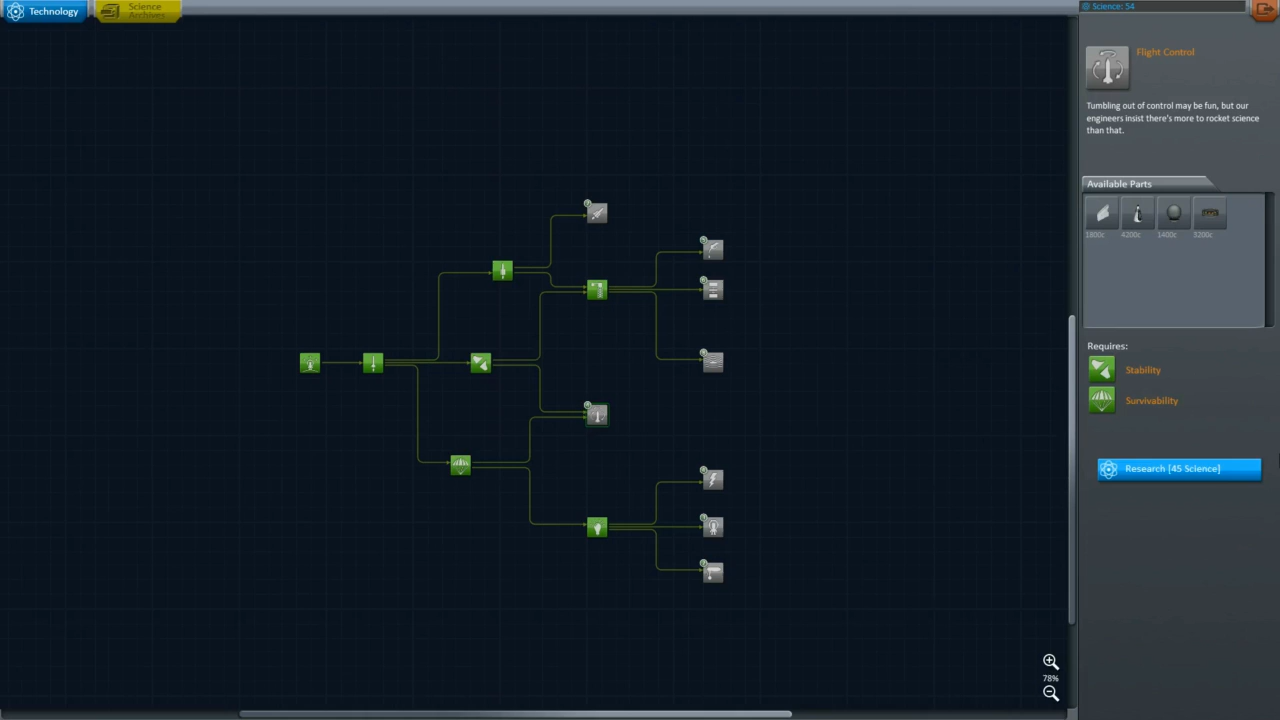 Technology
Science
Archives
Science: 54
Flight Control
Tumbling out of control may be fun, but our
engineers insist there's more to rocket science
than that.
Available Parts
1800c 4200c 1400c 5200c
Requires:
Stability
Survivability
Research [45 Science]
78%